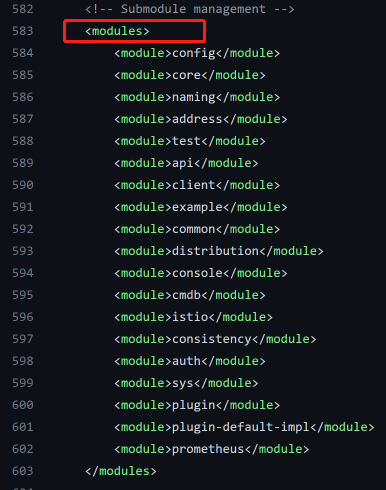 582 <!-- Submodule management -->
583 <modules>
584 <module>config</module>
585 <module>core</module>
586 <module>naming</module>
587 <module>address</module>
588 <module>test</module>
589 <module>api</module>
590 <module>client</module>
591 <module>example</module>
592 <module>common</module>
593 <module>distribution</module>
594 <module>console</module>
595 <module>cmdb</module>
596 <module>istio</module>
597 <module>consistency</module>
598 <module>auth</module>
599 <module>sys</module>
600 <module>plugin</module>
601 <module>plugin-default-impl</module>
602 <module>prometheus</module>
603 </modules>